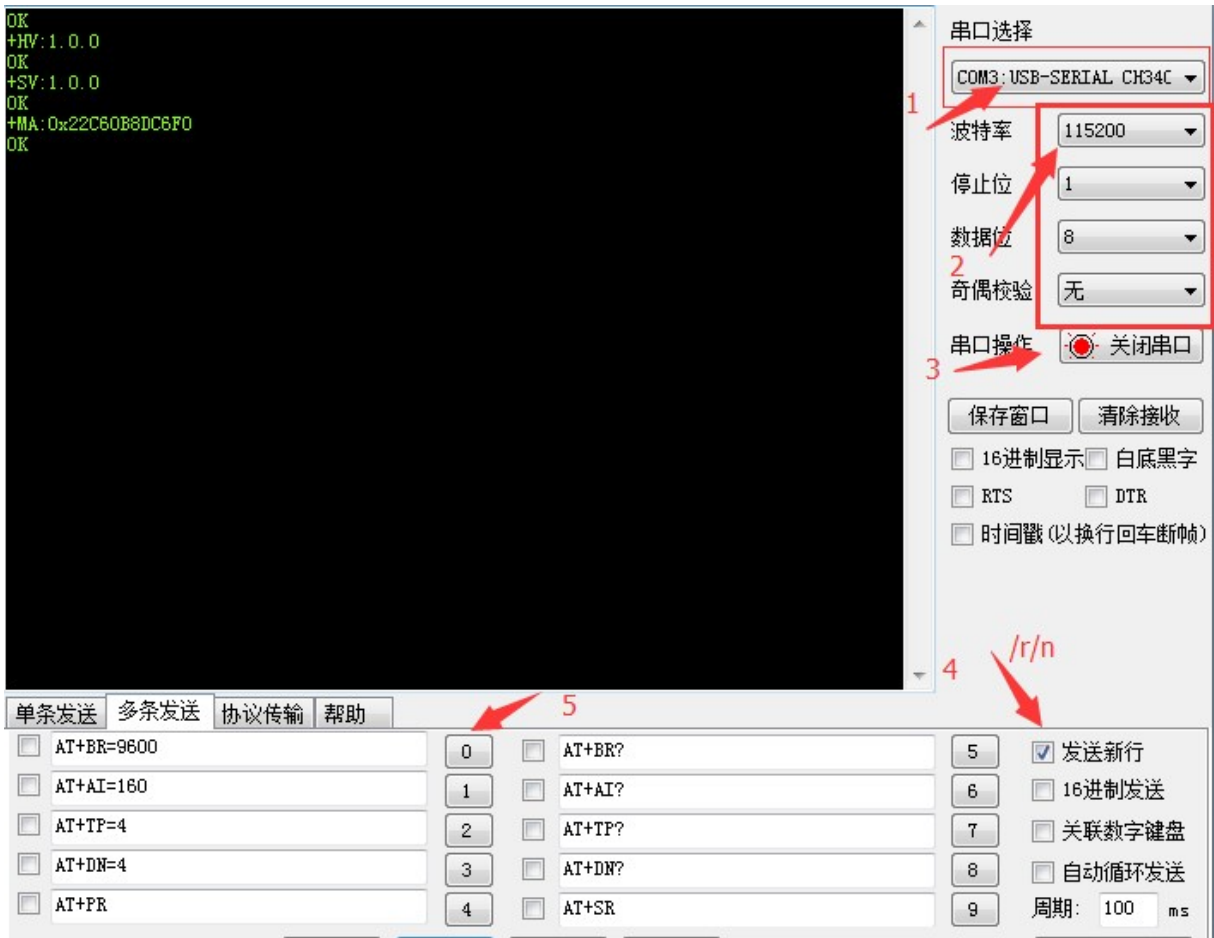 OK
+HV:1.0.0
OK
+SV:1.0.0
OK
+MA:0x22C60B8DC6F0
OK
串口选择
COM3:USB-SERIAL CH34C
1
波特率 115200
停止位 1
数据位 8
2
奇偶校验 无
串口操作 关闭串口
3
保存窗口 清除接收
16进制显示 白底黑字
RTS DTR
时间戳(以换行回车断帧)
/r/n
4
5
单条发送 多条发送 协议传输 帮助
AT+BR=9600 0 AT+BR? 5 发送新行
AT+AI=160 1 AT+AI? 6 16进制发送
AT+TP=4 2 AT+TP? 7 关联数字键盘
AT+DN=4 3 AT+DN? 8 自动循环发送
AT+PR 4 AT+SR 9 周期: 100 ms